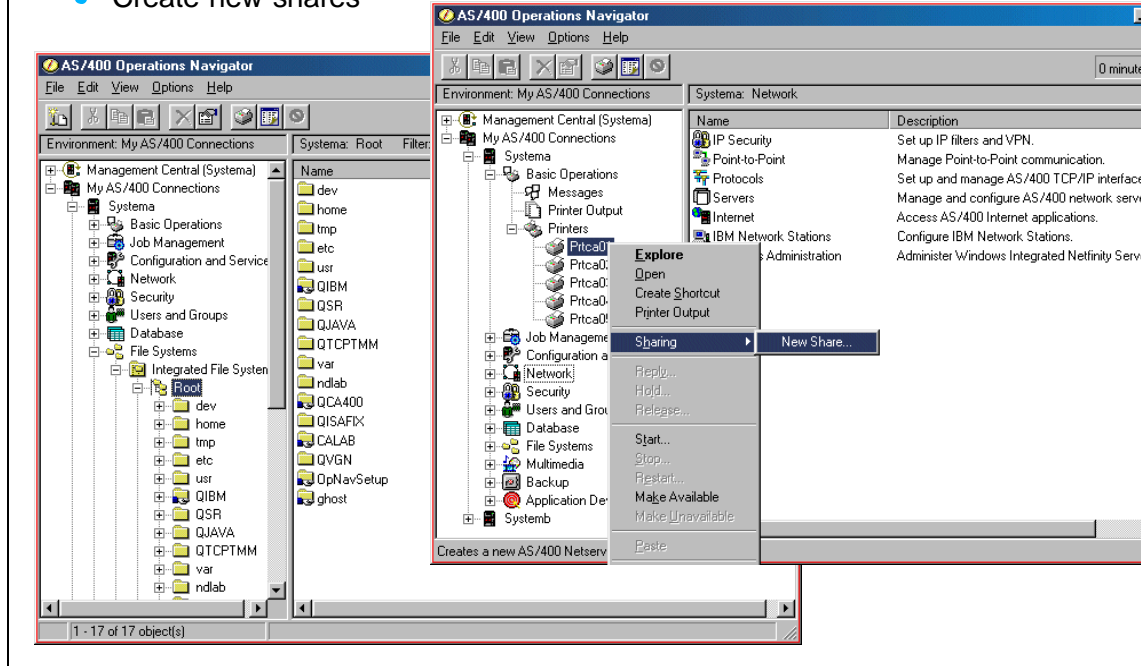 Create new shares
AS/400 Operations Navigator
File Edit View Options Help
Environment: My AS/400 Connections
Systema: Root Filter:
Management Central (Systema)
My AS/400 Connections
Systema
Basic Operations
Job Management
Configuration and Service
Network
Security
Users and Groups
Database
File Systems
Integrated File System
Root
dev
home
tmp
etc
usr
QIBM
QSR
QJAVA
QTCPTMM
var
ndlab
Name
dev
home
tmp
etc
usr
QIBM
QSR
QJAVA
QTCPTMM
var
ndlab
QCA400
QISAFIX
CALAB
QVGN
OpNavSetup
ghost
1 - 17 of 17 object(s)
AS/400 Operations Navigator
File Edit View Options Help
0 minute
Environment: My AS/400 Connections
Systema: Network
Management Central (Systema)
My AS/400 Connections
Systema
Basic Operations
Messages
Printer Output
Printers
Prtca01
Prtca02
Prtca03
Prtca04
Prtca05
Job Manageme
Configuration a
Network
Security
Users and Grou
Database
File Systems
Multimedia
Backup
Application De
Systemb
Name Description
IP Security Set up IP filters and VPN.
Point-to-Point Manage Point-to-Point communication.
Protocols Set up and manage AS/400 TCP/IP interface
Servers Manage and configure AS/400 network serve
Internet Access AS/400 Internet applications.
IBM Network Stations Configure IBM Network Stations.
s Administration Administer Windows Integrated Netfinity Serv
Explore
Open
Create Shortcut
Printer Output
Sharing
New Share...
Reply...
Hold...
Release...
Start...
Stop...
Restart...
Make Available
Make Unavailable
Paste
Creates a new AS/400 Netserv